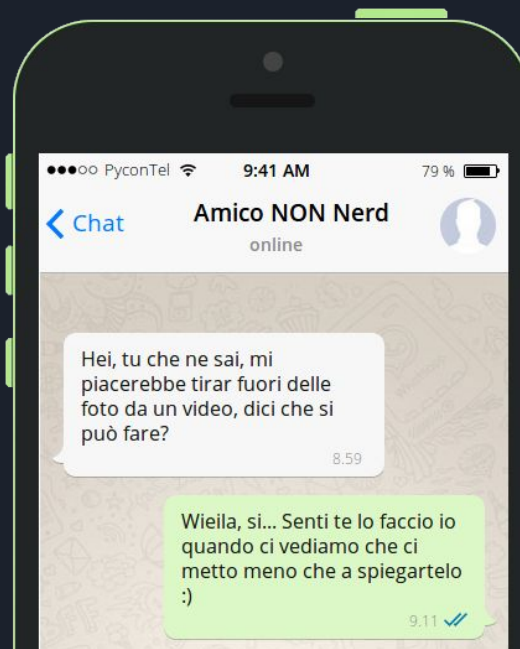 PyconTel 9:41 AM 79 %
Chat Amico NON Nerd
online
Hei, tu che ne sai, mi
piacerebbe tirar fuori delle
foto da un video, dici che si
può fare?
8.59
Wieila, si... Senti te lo faccio io
quando ci vediamo che ci
metto meno che a spiegartelo
:)
9.11